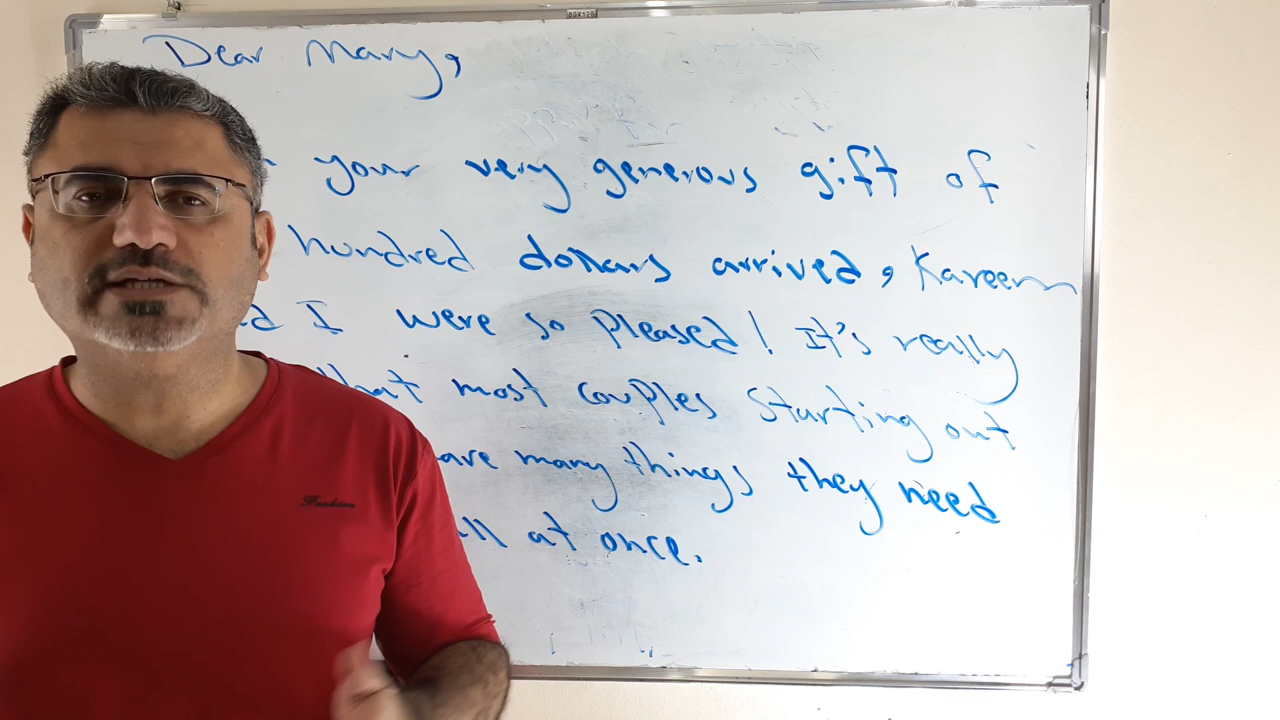 Dear Mary,
your very generous gift of
hundred dollars arrived, Kareem
I were so pleased! It's really
that most couples starting out
many things they need
at once.
80X120